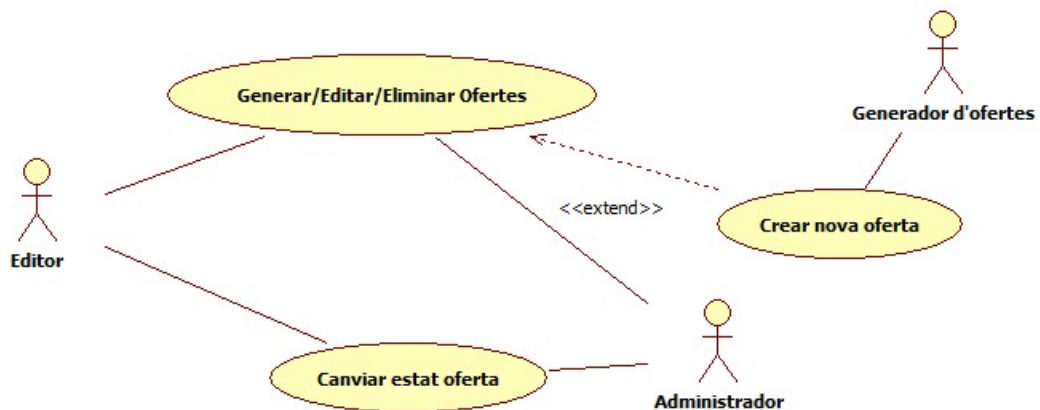 Generar/Editar/Eliminar Ofertes
Generador d'ofertes
<<extend>>
Crear nova oferta
Editor
Canviar estat oferta
Administrador